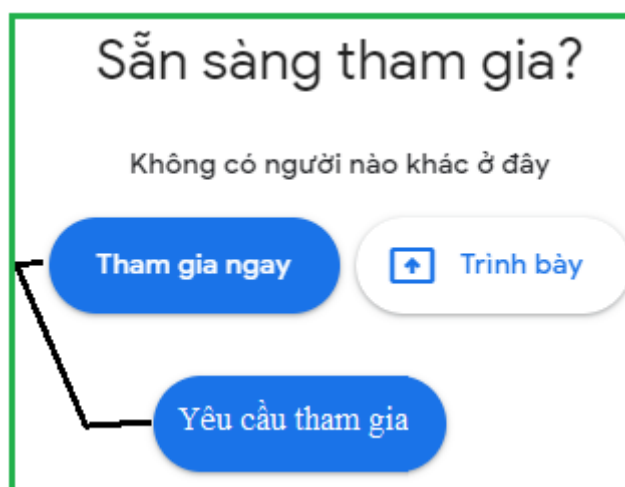 Sẵn sàng tham gia?
Không có người nào khác ở đây
Tham gia ngay
Trình bày
Yêu cầu tham gia